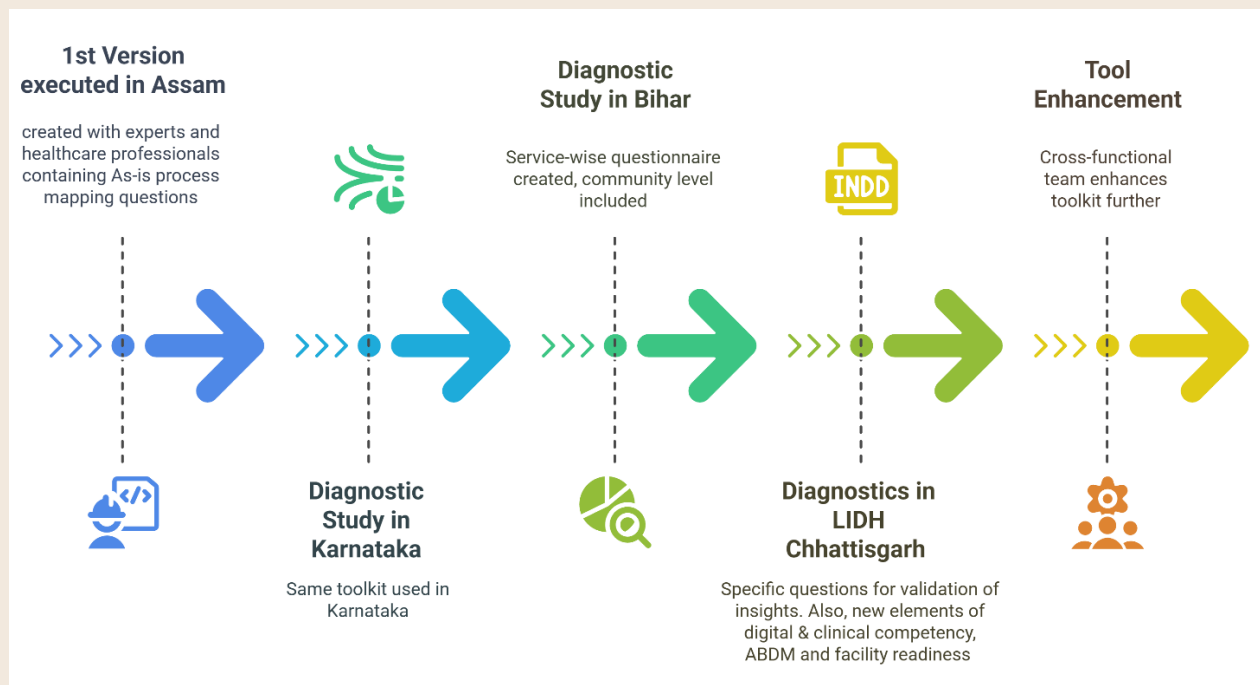 1st Version
executed in Assam
created with experts and
healthcare professionals
containing As-is process
mapping questions
Diagnostic
Study in
Karnataka
Same toolkit used in
Karnataka
Diagnostic
Study in Bihar
Service-wise questionnaire
created, community level
included
INDD
Diagnostics in
LIDH
Chhattisgarh
Specific questions for validation of
insights. Also, new elements of
digital & clinical competency,
ABDM and facility readiness
Tool
Enhancement
Cross-functional
team enhances
toolkit further